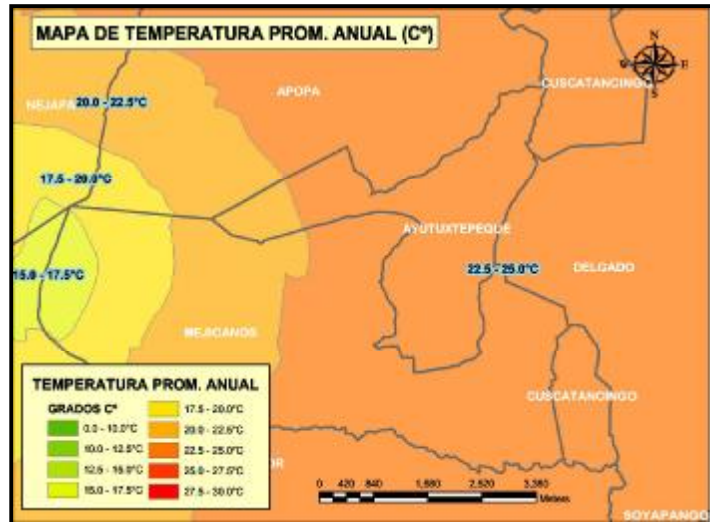 MAPA DE TEMPERATURA PROM. ANUAL (Cº)
N
W E
S
APOPA
CUSCATANCINGO
NEJAPA
20.0 - 22.5°C
17.5 - 20.0°C
AYUTUXTEPEQUE
22.5 - 25.0°C
DELGADO
15.0 - 17.5°C
MEJICANOS
CUSCATANCINGO
TEMPERATURA PROM. ANUAL
GRADOS Cº
0.0 - 10.0°C
10.0 - 12.5°C
12.5 - 15.0°C
15.0 - 17.5°C
17.5 - 20.0°C
20.0 - 22.5°C
22.5 - 25.0°C
25.0 - 27.5°C
27.5 - 30.0°C
OR
0 420 840 1,680 2,520 3,360
Meters
SOYAPANGO